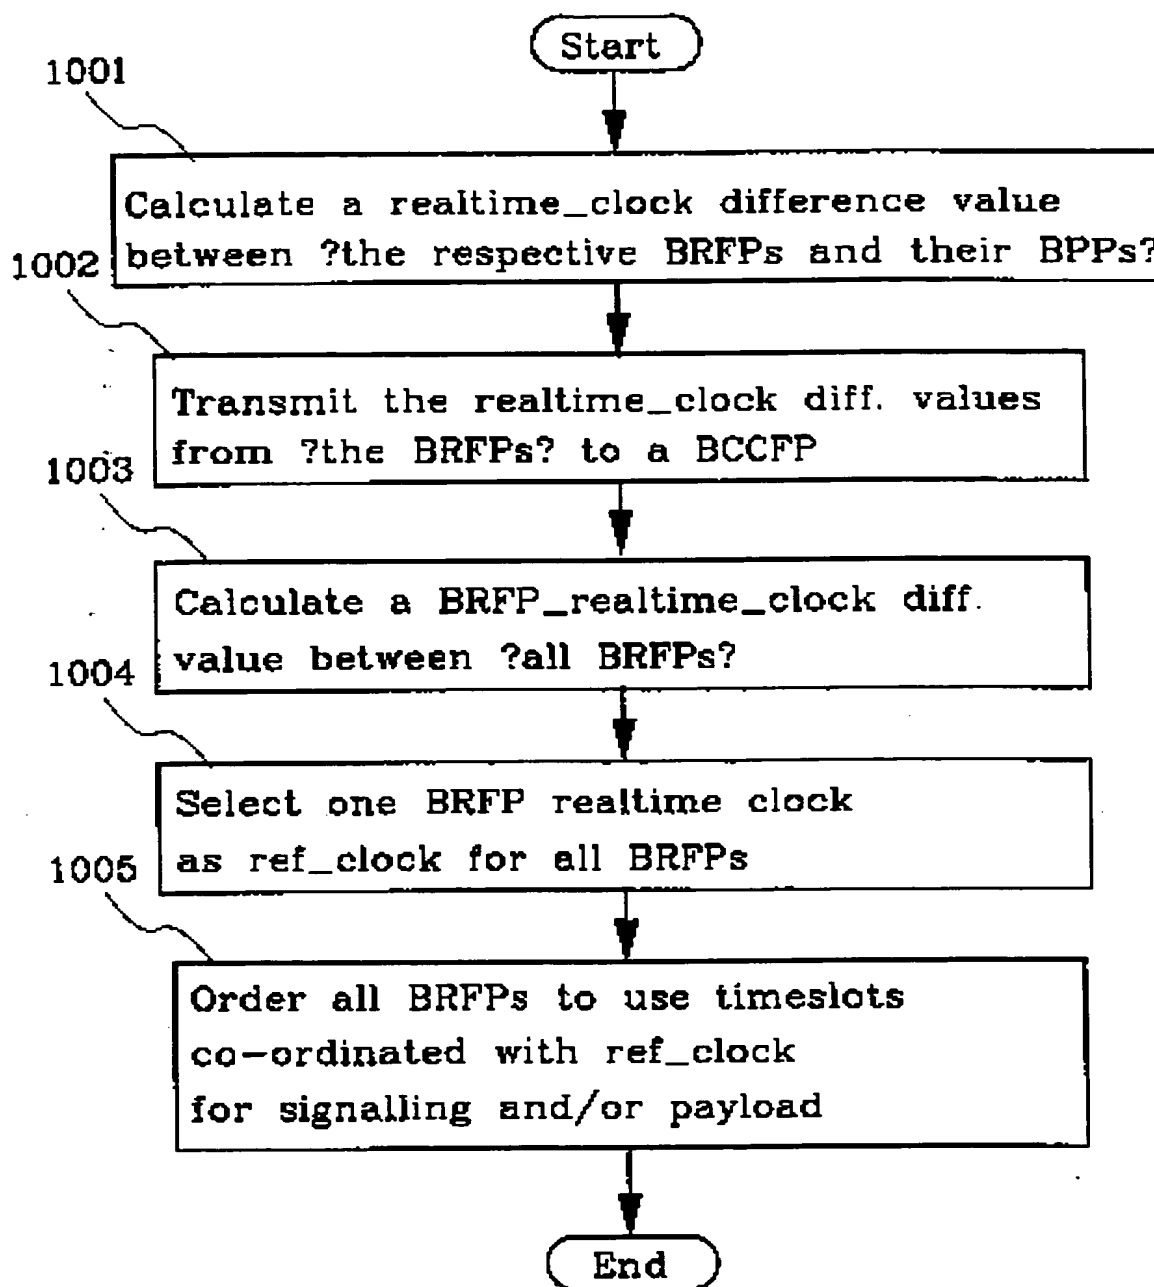 Start
1001
Calculate a realtime_clock difference value
between ?the respective BRFPs and their BPPs?
1002
Transmit the realtime_clock diff. values
from ?the BRFPs? to a BCCFP
1003
Calculate a BRFP_realtime_clock diff.
value between ?all BRFPs?
1004
Select one BRFP realtime clock
as ref_clock for all BRFPs
1005
Order all BRFPs to use timeslots
co-ordinated with ref_clock
for signalling and/or payload
End